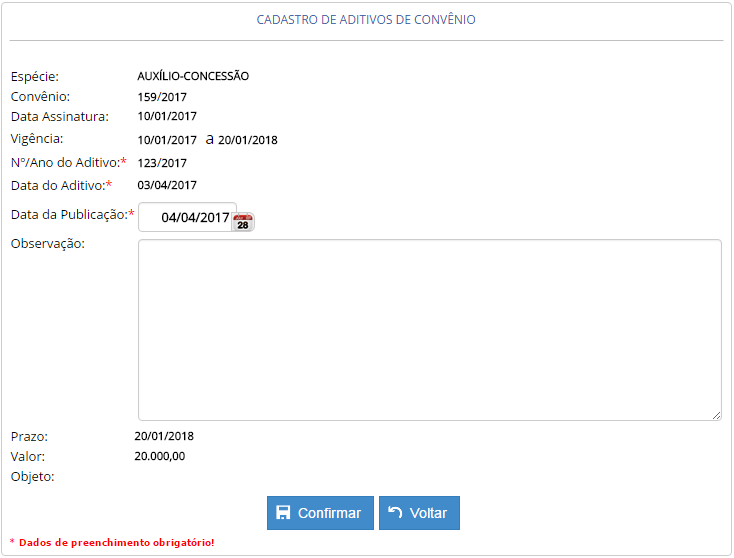 CADASTRO DE ADITIVOS DE CONVÊNIO
Espécie: AUXÍLIO-CONCESSÃO
Convênio: 159/2017
Data Assinatura: 10/01/2017
Vigência: 10/01/2017 a 20/01/2018
Nº/Ano do Aditivo:* 123/2017
Data do Aditivo:* 03/04/2017
Data da Publicação:* 04/04/2017 28
Observação:
Prazo: 20/01/2018
Valor: 20.000,00
Objeto:
Confirmar Voltar
* Dados de preenchimento obrigatório!